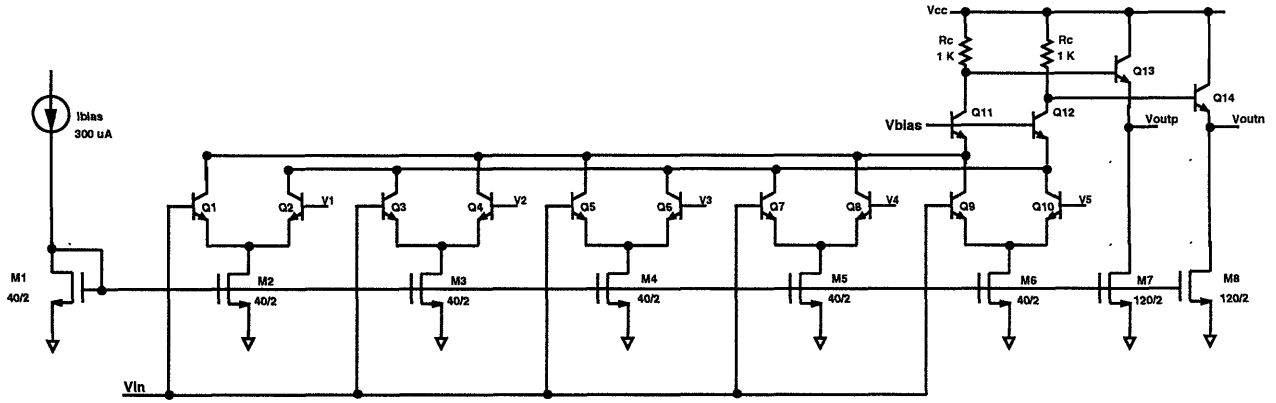 Vcc
Rc
1 K
Rc
1 K
Q13
Q14
Ibias
300 uA
Vbias
Q11
Q12
Voutp
Voutn
Q1
Q2
V1
Q3
Q4
V2
Q5
Q6
V3
Q7
Q8
V4
Q9
Q10
V5
M1
40/2
M2
40/2
M3
40/2
M4
40/2
M5
40/2
M6
40/2
M7
120/2
M8
120/2
Vin